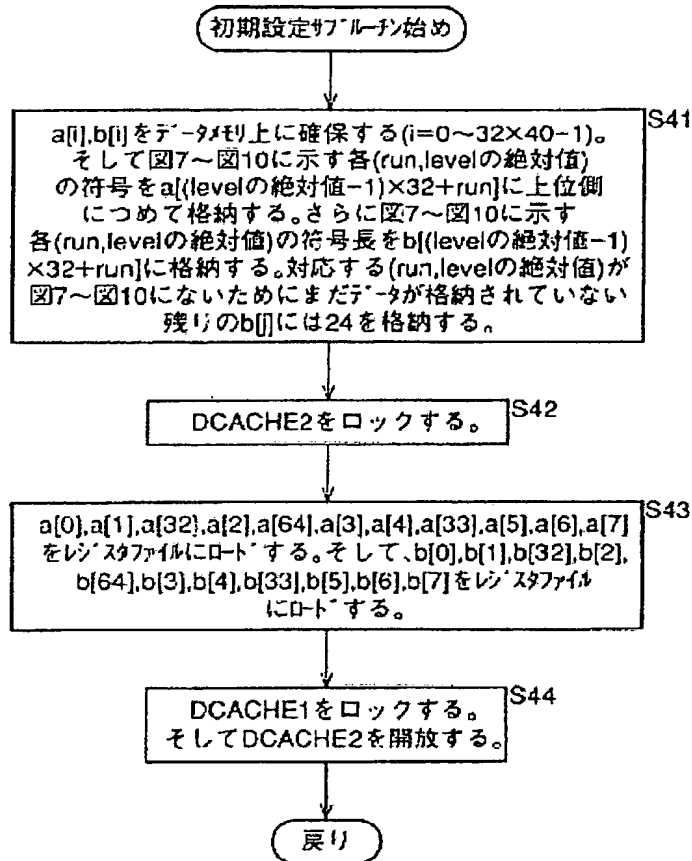 初期設定サブルーチン始め
S41
a[i],b[i]をデータメモリ上に確保する(i=0～32×40-1)。
そして図7～図10に示す各(run,levelの絶対値)
の符号をa[(levelの絶対値-1)×32+run]に上位側
につめて格納する。さらに図7～図10に示す
各(run,levelの絶対値)の符号長をb[(levelの絶対値-1)
×32+run]に格納する。対応する(run,levelの絶対値)が
図7～図10にないためにまだデータが格納されていない
残りのb[j]には24を格納する。
S42
DCACHE2をロックする。
S43
a[0],a[1],a[32],a[2],a[64],a[3],a[4],a[33],a[5],a[6],a[7]
をレジスタファイルにロードする。そして、b[0],b[1],b[32],b[2],
b[64],b[3],b[4],b[33],b[5],b[6],b[7]をレジスタファイル
にロードする。
S44
DCACHE1をロックする。
そしてDCACHE2を開放する。
戻り